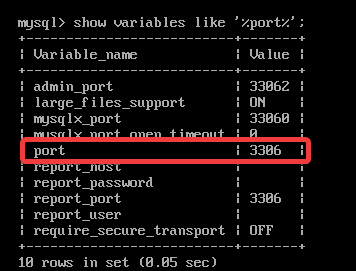 mysql> show variables like '%port%';
+--------------------------+-------+
| Variable_name            | Value |
+--------------------------+-------+
| admin_port               | 33062 |
| large_files_support      | ON    |
| mysqlx_port              | 33060 |
| mysqlx_port_open_timeout | 0     |
| port                     | 3306  |
| report_host              |       |
| report_password          |       |
| report_port              | 3306  |
| report_user              |       |
| require_secure_transport | OFF   |
+--------------------------+-------+
10 rows in set (0.05 sec)